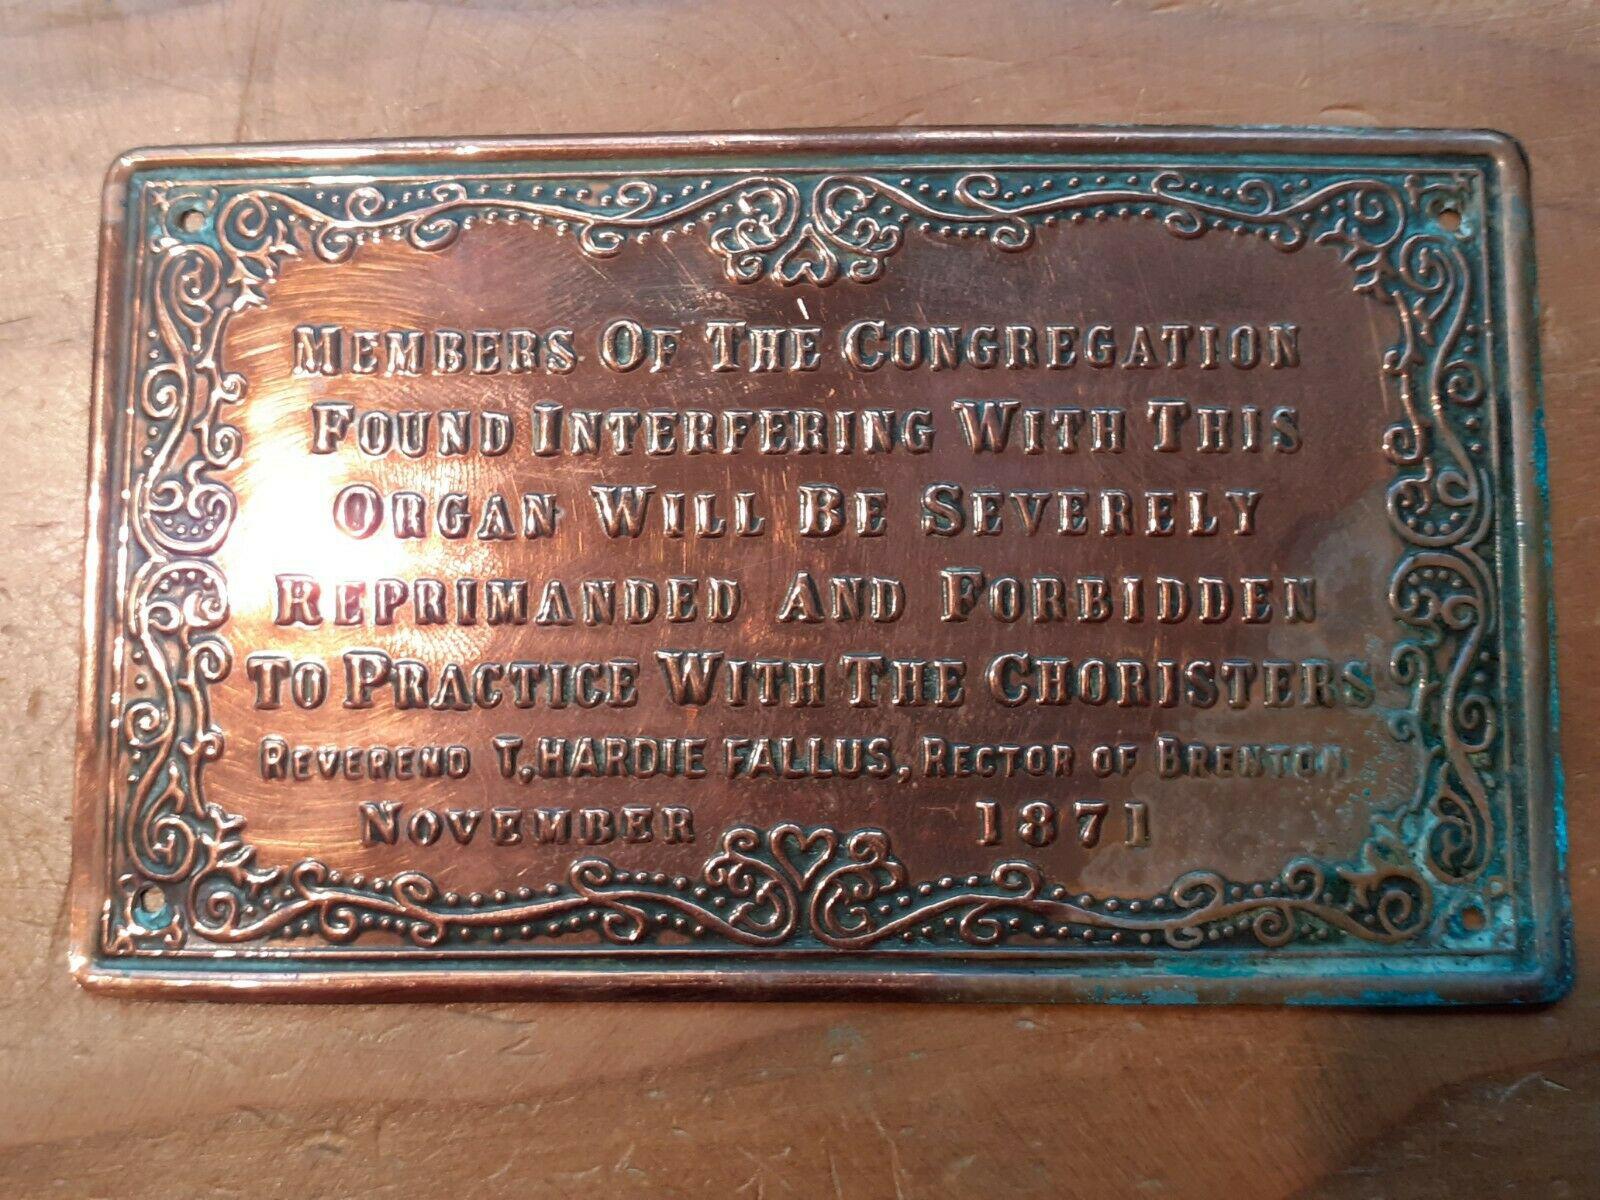 MEMBERS OF THE CONGREGATION
FOUND INTERFERING WITH THIS
ORGAN WILL BE SEVERELY
REPRIMANDED AND FORBIDDEN
TO PRACTICE WITH THE CHORISTERS
REVEREND T,HARDIE FALLUS, RECTOR OF BRENTON
NOVEMBER 1871